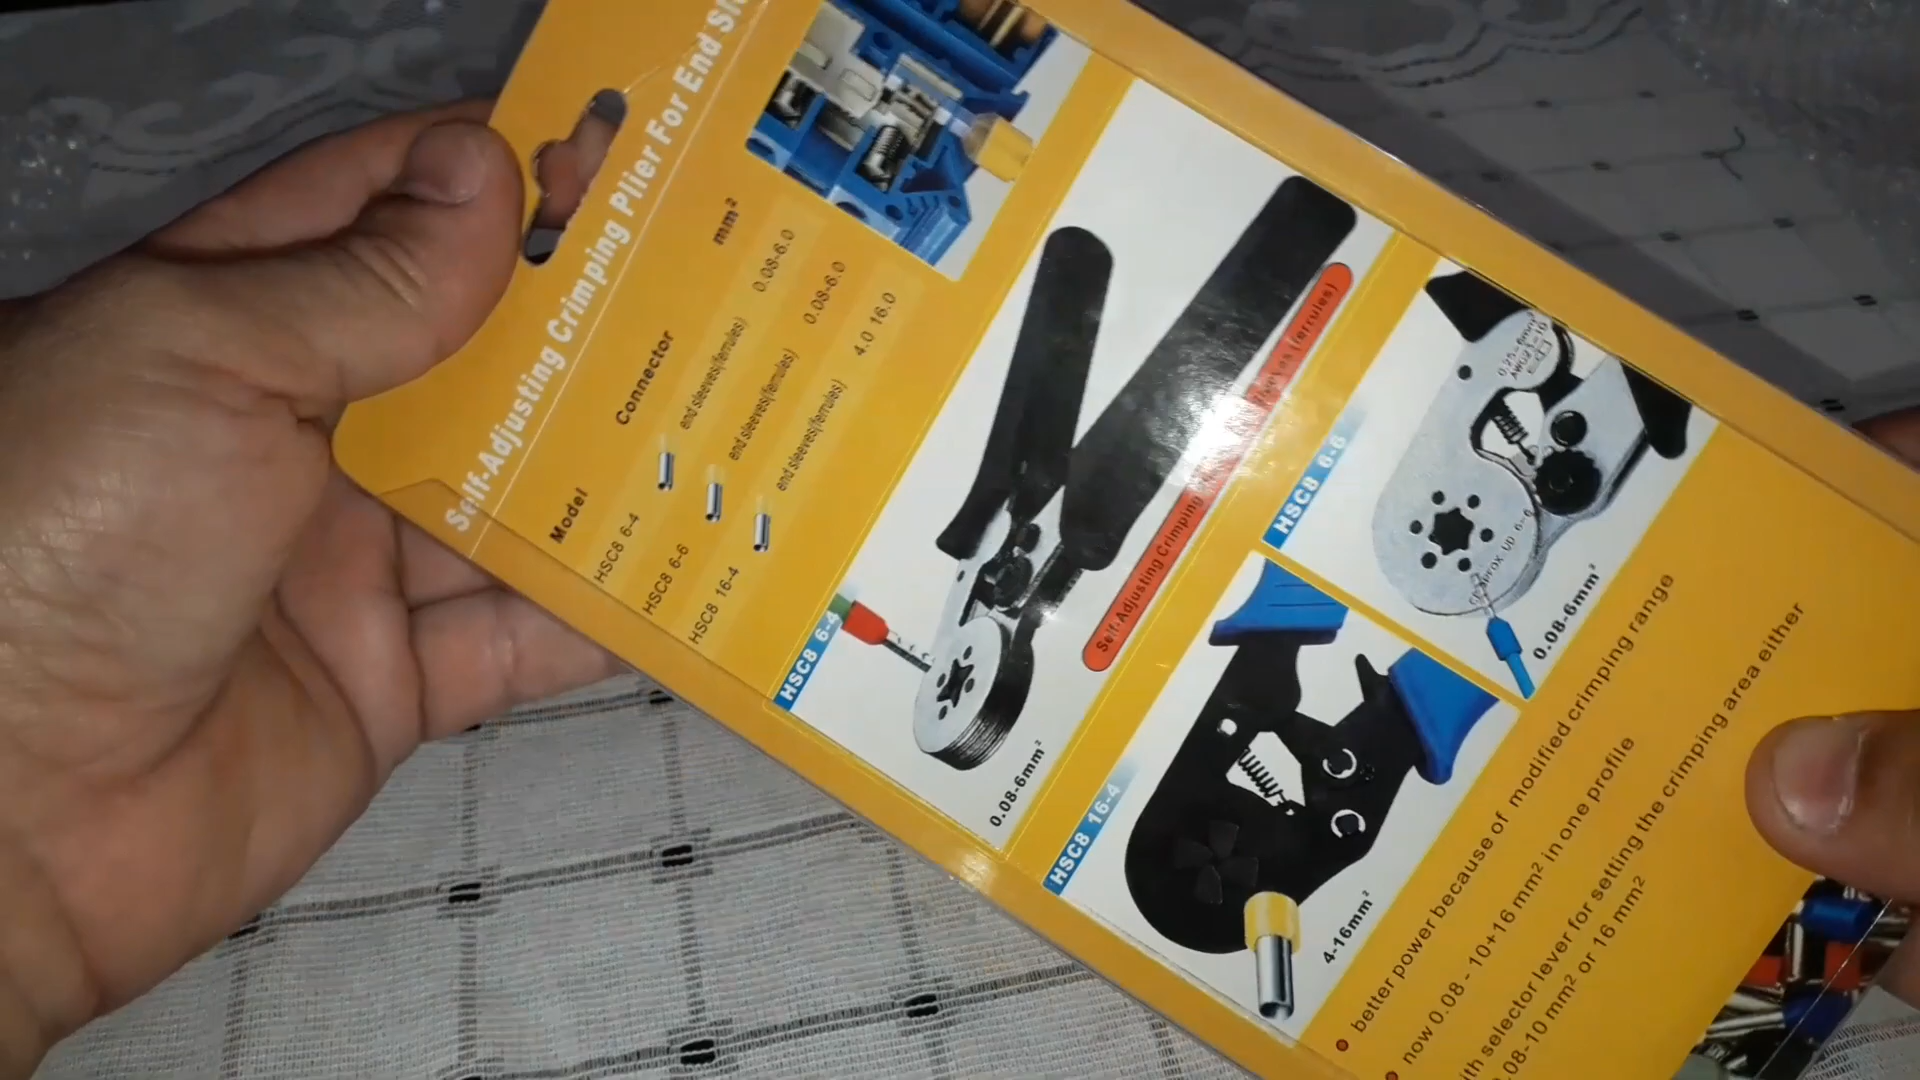 Self-Adjusting Crimping Plier For End
Model Connector mm²
HSC8 6-4 end sleeves(ferrules) 0.08-6.0
HSC8 6-6 end sleeves(ferrules) 0.08-6.0
HSC8 16-4 end sleeves(ferrules) 4.0 16.0
HSC8 6-4
0.08-6mm²
Self-Adjusting Crimping (ferrules)
HSC8 6-6
0.25-6mm²
0.08-6mm²
HSC8 16-4
4-16mm²
better power because of modified crimping range
now 0.08 - 10+16 mm² in one profile
selector lever for setting the crimping area either
.08-10 mm² or 16 mm²